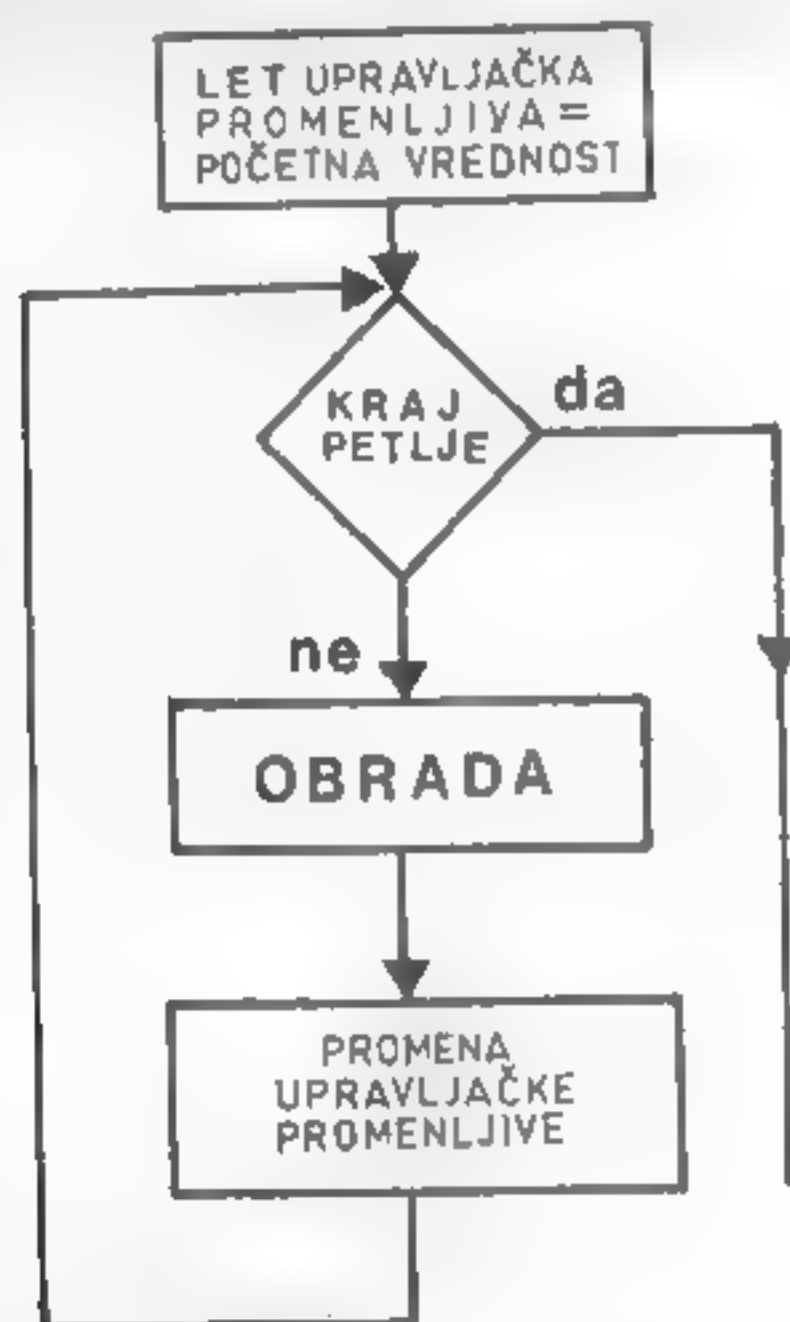 LET UPRAVLJAČKA
PROMENLJIVA =
POČETNA VREDNOST
KRAJ
PETLJE
da
ne
OBRADA
PROMENA
UPRAVLJAČKE
PROMENLJIVE